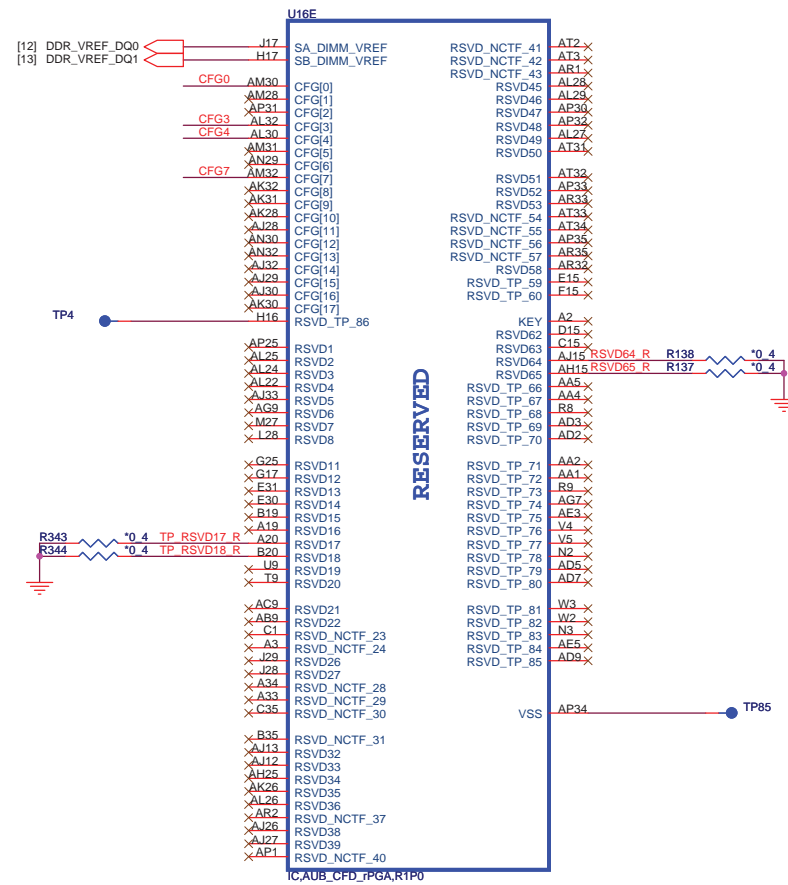 U16E
[12] DDR_VREF_DQ0 J17 SA_DIMM_VREF
[13] DDR_VREF_DQ1 H17 SB_DIMM_VREF
CFG0 AM30 CFG[0]
AM28 CFG[1]
AP31 CFG[2]
CFG3 AL32 CFG[3]
CFG4 AL30 CFG[4]
AM31 CFG[5]
AN29 CFG[6]
CFG7 AM32 CFG[7]
AK32 CFG[8]
AK31 CFG[9]
AK28 CFG[10]
AJ28 CFG[11]
AN30 CFG[12]
AN32 CFG[13]
AJ32 CFG[14]
AJ29 CFG[15]
AJ30 CFG[16]
AK30 CFG[17]
TP4 H16 RSVD_TP_86
AP25 RSVD1
AL25 RSVD2
AL24 RSVD3
AL22 RSVD4
AJ33 RSVD5
AG9 RSVD6
M27 RSVD7
L28 RSVD8
G25 RSVD11
G17 RSVD12
E31 RSVD13
E30 RSVD14
B19 RSVD15
A19 RSVD16
R343 *0_4 TP_RSVD17_R A20 RSVD17
R344 *0_4 TP_RSVD18_R B20 RSVD18
U9 RSVD19
T9 RSVD20
AC9 RSVD21
AB9 RSVD22
C1 RSVD_NCTF_23
A3 RSVD_NCTF_24
J29 RSVD26
J28 RSVD27
A34 RSVD_NCTF_28
A33 RSVD_NCTF_29
C35 RSVD_NCTF_30
B35 RSVD_NCTF_31
AJ13 RSVD32
AJ12 RSVD33
AH25 RSVD34
AK26 RSVD35
AL26 RSVD36
AR2 RSVD_NCTF_37
AJ26 RSVD38
AJ27 RSVD39
AP1 RSVD_NCTF_40
RESERVED
RSVD_NCTF_41 AT2
RSVD_NCTF_42 AT3
RSVD_NCTF_43 AR1
RSVD45 AL28
RSVD46 AL29
RSVD47 AP30
RSVD48 AP32
RSVD49 AL27
RSVD50 AT31
RSVD51 AT32
RSVD52 AP33
RSVD53 AR33
RSVD_NCTF_54 AT33
RSVD_NCTF_55 AT34
RSVD_NCTF_56 AP35
RSVD_NCTF_57 AR35
RSVD58 AR32
RSVD_TP_59 E15
RSVD_TP_60 F15
KEY A2
RSVD62 D15
RSVD63 C15
RSVD64 AJ15 RSVD64_R R138 *0_4
RSVD65 AH15 RSVD65_R R137 *0_4
RSVD_TP_66 AA5
RSVD_TP_67 AA4
RSVD_TP_68 R8
RSVD_TP_69 AD3
RSVD_TP_70 AD2
RSVD_TP_71 AA2
RSVD_TP_72 AA1
RSVD_TP_73 R9
RSVD_TP_74 AG7
RSVD_TP_75 AE3
RSVD_TP_76 V4
RSVD_TP_77 V5
RSVD_TP_78 N2
RSVD_TP_79 AD5
RSVD_TP_80 AD7
RSVD_TP_81 W3
RSVD_TP_82 W2
RSVD_TP_83 N3
RSVD_TP_84 AE5
RSVD_TP_85 AD9
VSS AP34 TP85
IC,AUB_CFD_rPGA,R1P0